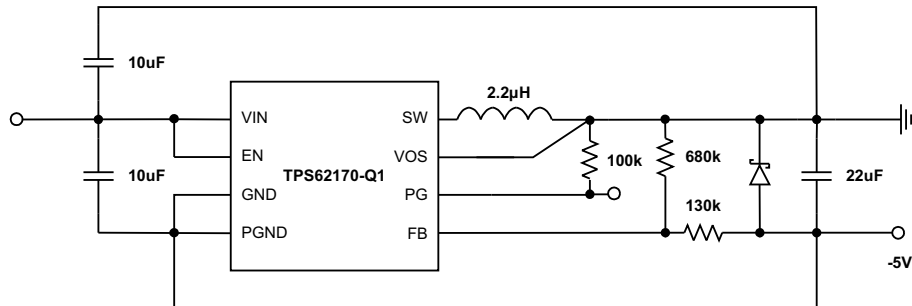 10uF
2.2µH
VIN
SW
EN
VOS
TPS62170-Q1
100k
680k
10uF
22uF
GND
PG
130k
PGND
FB
-5V